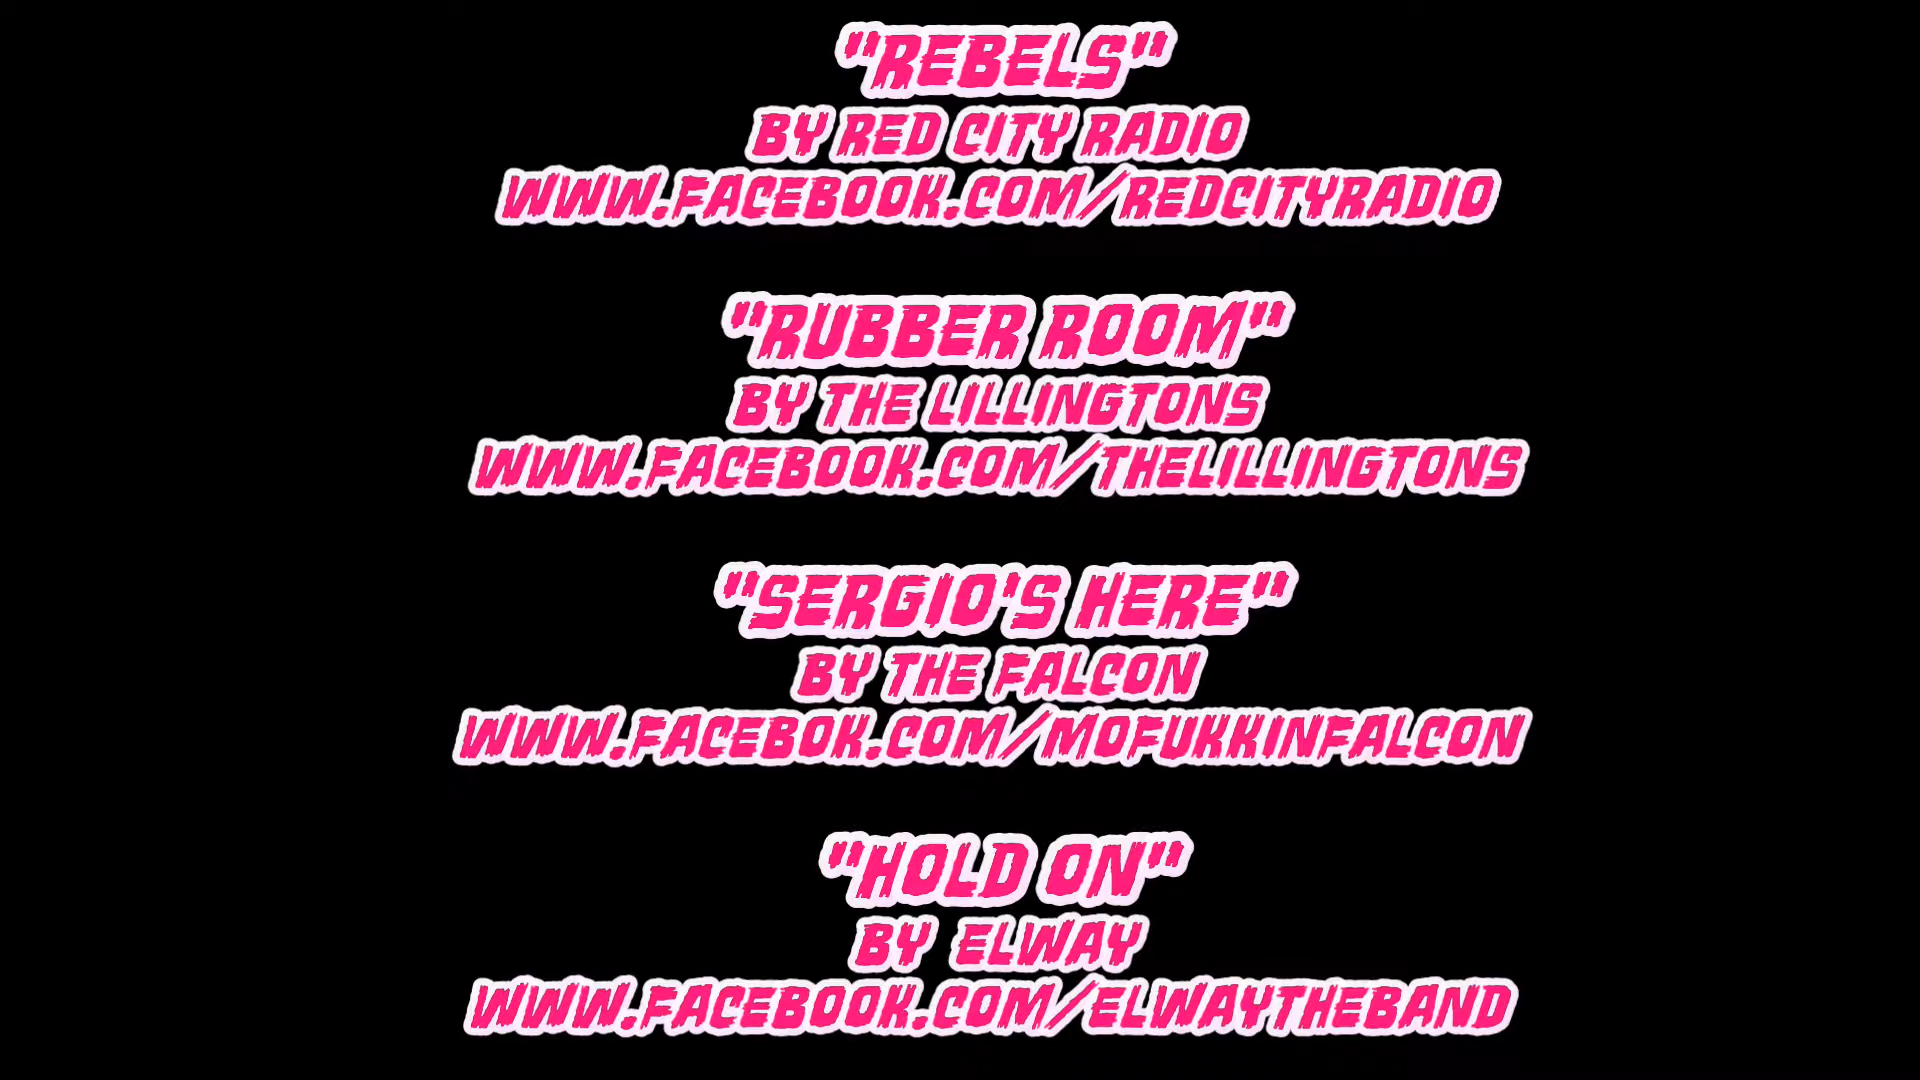 "REBELS"
BY RED CITY RADIO
WWW.FACEBOOK.COM/REDCITYRADIO
"RUBBER ROOM"
BY THE LILLINGTONS
WWW.FACEBOOK.COM/THELILLINGTONS
"SERGIO'S HERE"
BY THE FALCON
WWW.FACEBOK.COM/MOFUKKINFALCON
"HOLD ON"
BY ELWAY
WWW.FACEBOOK.COM/ELWAYTHEBAND